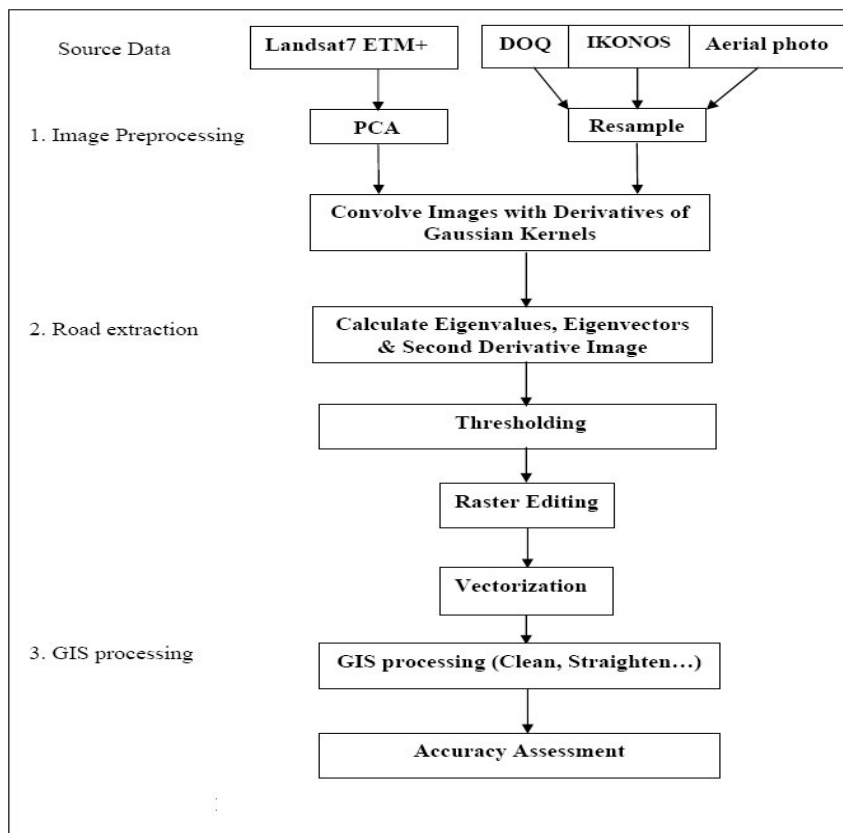 Source Data
Landsat7 ETM+
DOQ
IKONOS
Aerial photo
1. Image Preprocessing
PCA
Resample
Convolve Images with Derivatives of
Gaussian Kernels
2. Road extraction
Calculate Eigenvalues, Eigenvectors
& Second Derivative Image
Thresholding
Raster Editing
Vectorization
3. GIS processing
GIS processing (Clean, Straighten…)
Accuracy Assessment